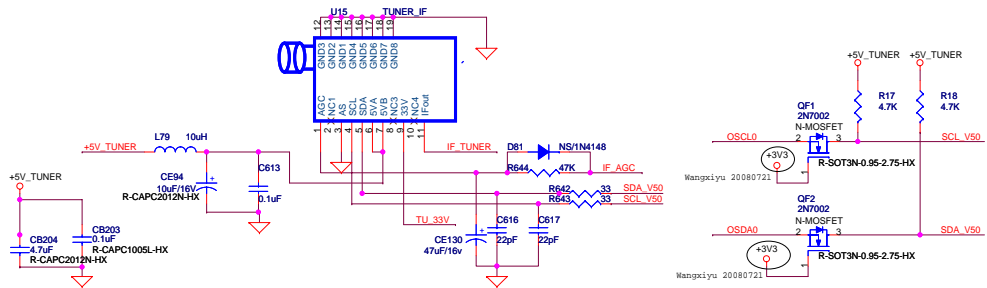 U15 TUNER_IF
12 13 14 15 16 17 18 19
GND3 GND2 GND1 GND4 GND5 GND6 GND7 GND8
AGC NC1 AS SCL SDA 5VA 5VB NC3 33V NC4 IFout
1 2 3 4 5 6 7 8 9 10 11
L79 10uH
+5V_TUNER
CE94
10uF/16V
R-CAPC2012N-HX
C613
0.1uF
+5V_TUNER
CB203
0.1uF
R-CAPC1005L-HX
CB204
4.7uF
R-CAPC2012N-HX
IF_TUNER
D81 NS/1N4148
R644 47K IF_AGC
R642 33 SDA_V50
R643 33 SCL_V50
TU_33V
CE130
47uF/16v
C616
22pF
C617
22pF
+5V_TUNER +5V_TUNER
R17
4.7K
R18
4.7K
QF1
2N7002
N-MOSFET
OSCL0 2 3 SCL_V50
1
+3V3
R-SOT3N-0.95-2.75-HX
Wangxiyu 20080721
QF2
2N7002
N-MOSFET
OSDA0 2 3 SDA_V50
1
+3V3
R-SOT3N-0.95-2.75-HX
Wangxiyu 20080721